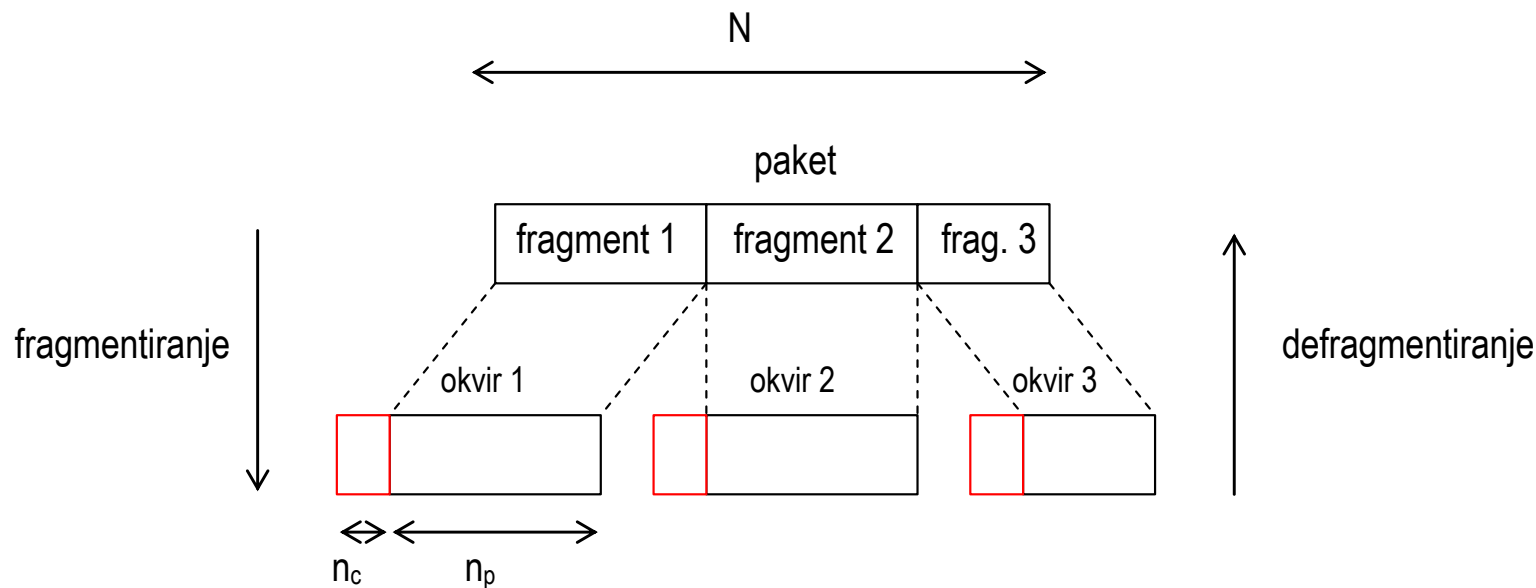 N
paket
fragment 1 fragment 2 frag. 3
fragmentiranje defragmentiranje
okvir 1 okvir 2 okvir 3
nc np